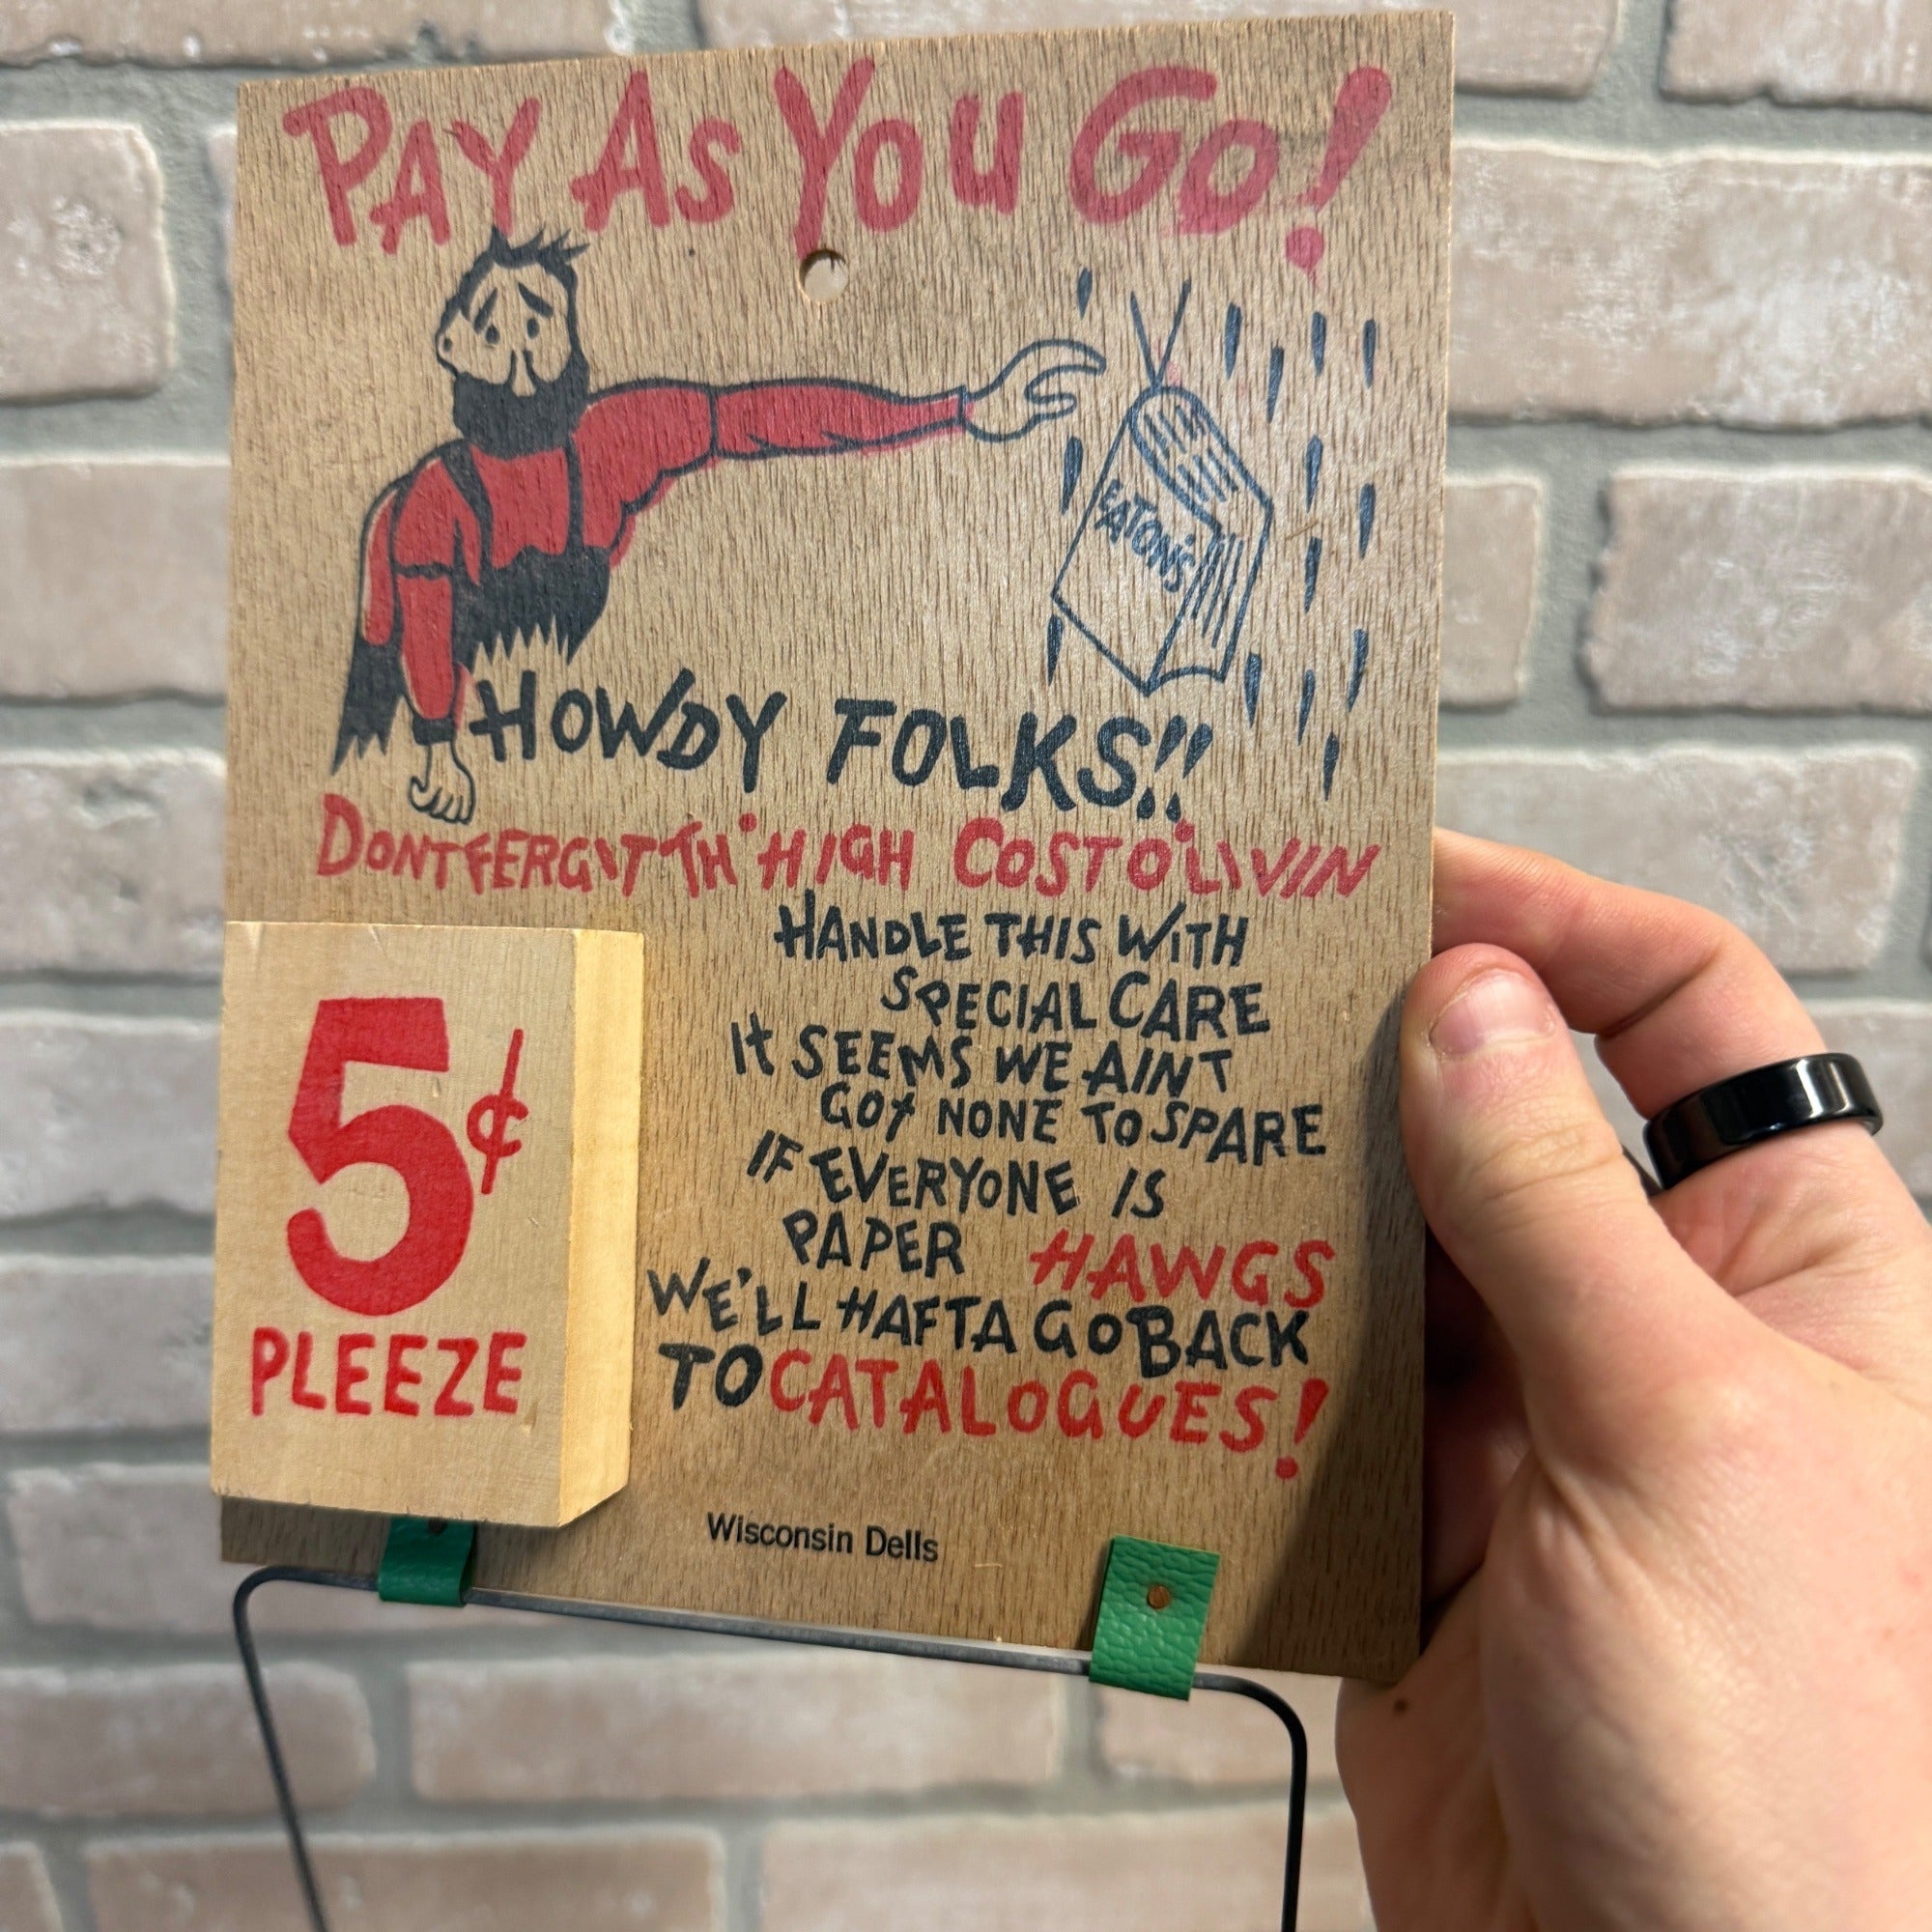 PAY AS YOU GO!
EATON'S
HOWDY FOLKS!!
DONT FERGIT TH' HIGH COST O' LIVIN
HANDLE THIS WITH
SPECIAL CARE
IT SEEMS WE AINT
GOT NONE TO SPARE
IF EVERYONE IS
PAPER HAWGS
WE'LL HAFTA GO BACK
TO CATALOGUES!
5¢
PLEEZE
Wisconsin Dells